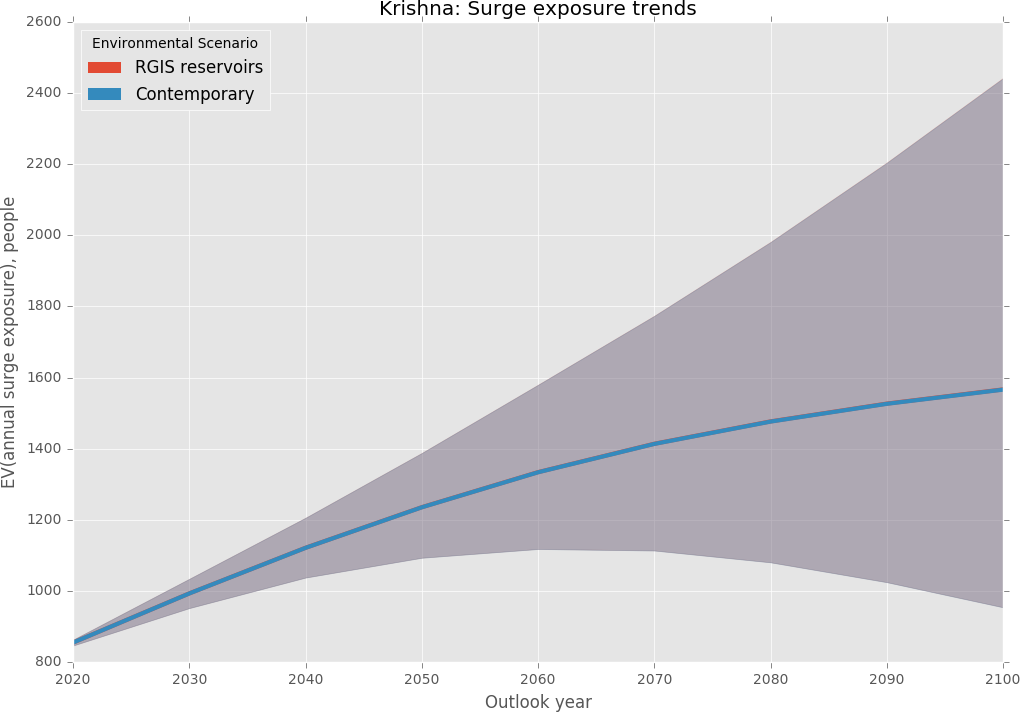 Krishna: Surge exposure trends
Environmental Scenario
RGIS reservoirs
Contemporary
EV(annual surge exposure), people
2600
2400
2200
2000
1800
1600
1400
1200
1000
800
2020 2030 2040 2050 2060 2070 2080 2090 2100
Outlook year